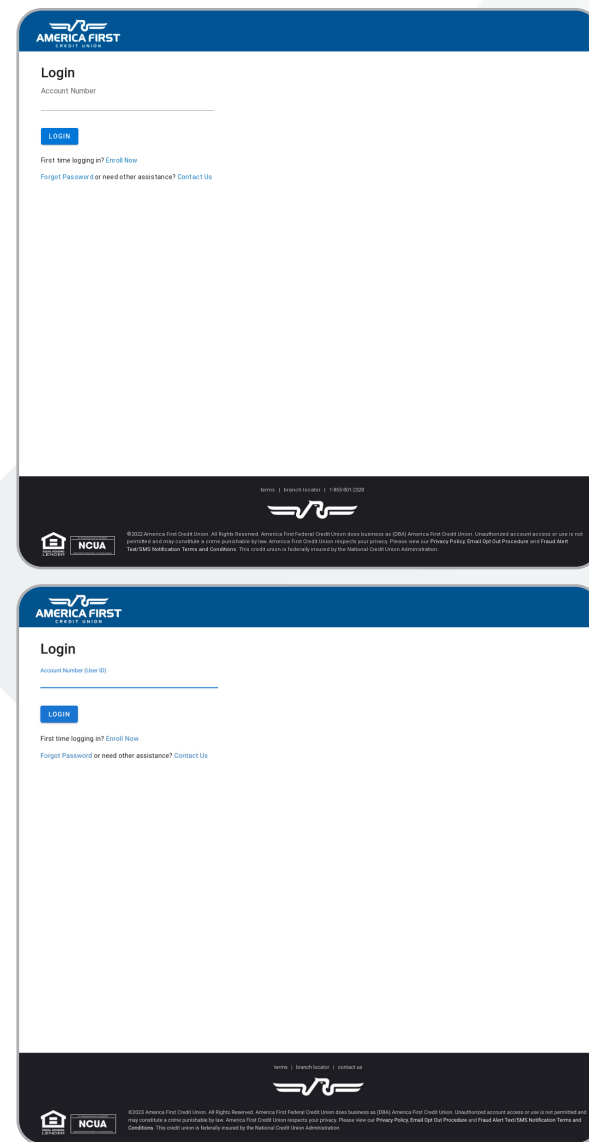 AMERICA FIRST
CREDIT UNION
Login
Account Number
LOGIN
First time logging in? Enroll Now
Forgot Password or need other assistance? Contact Us
terms | branch locator | 1-855-801-2328
©2022 America First Credit Union. All Rights Reserved. America First Federal Credit Union does business as (DBA) America First Credit Union. Unauthorized account access or use is not
permitted and may constitute a crime punishable by law. America First Credit Union respects your privacy. Please view our Privacy Policy, Email Opt Out Procedure and Fraud Alert
Text/SMS Notification Terms and Conditions. This credit union is federally insured by the National Credit Union Administration.
EQUAL HOUSING
LENDER
NCUA
AMERICA FIRST
CREDIT UNION
Login
Account Number (User ID)
LOGIN
First time logging in? Enroll Now
Forgot Password or need other assistance? Contact Us
terms | branch locator | contact us
©2023 America First Credit Union. All Rights Reserved. America First Federal Credit Union does business as (DBA) America First Credit Union. Unauthorized account access or use is not permitted and
may constitute a crime punishable by law. America First Credit Union respects your privacy. Please view our Privacy Policy, Email Opt Out Procedure and Fraud Alert Text/SMS Notification Terms and
Conditions. This credit union is federally insured by the National Credit Union Administration.
EQUAL HOUSING
LENDER
NCUA